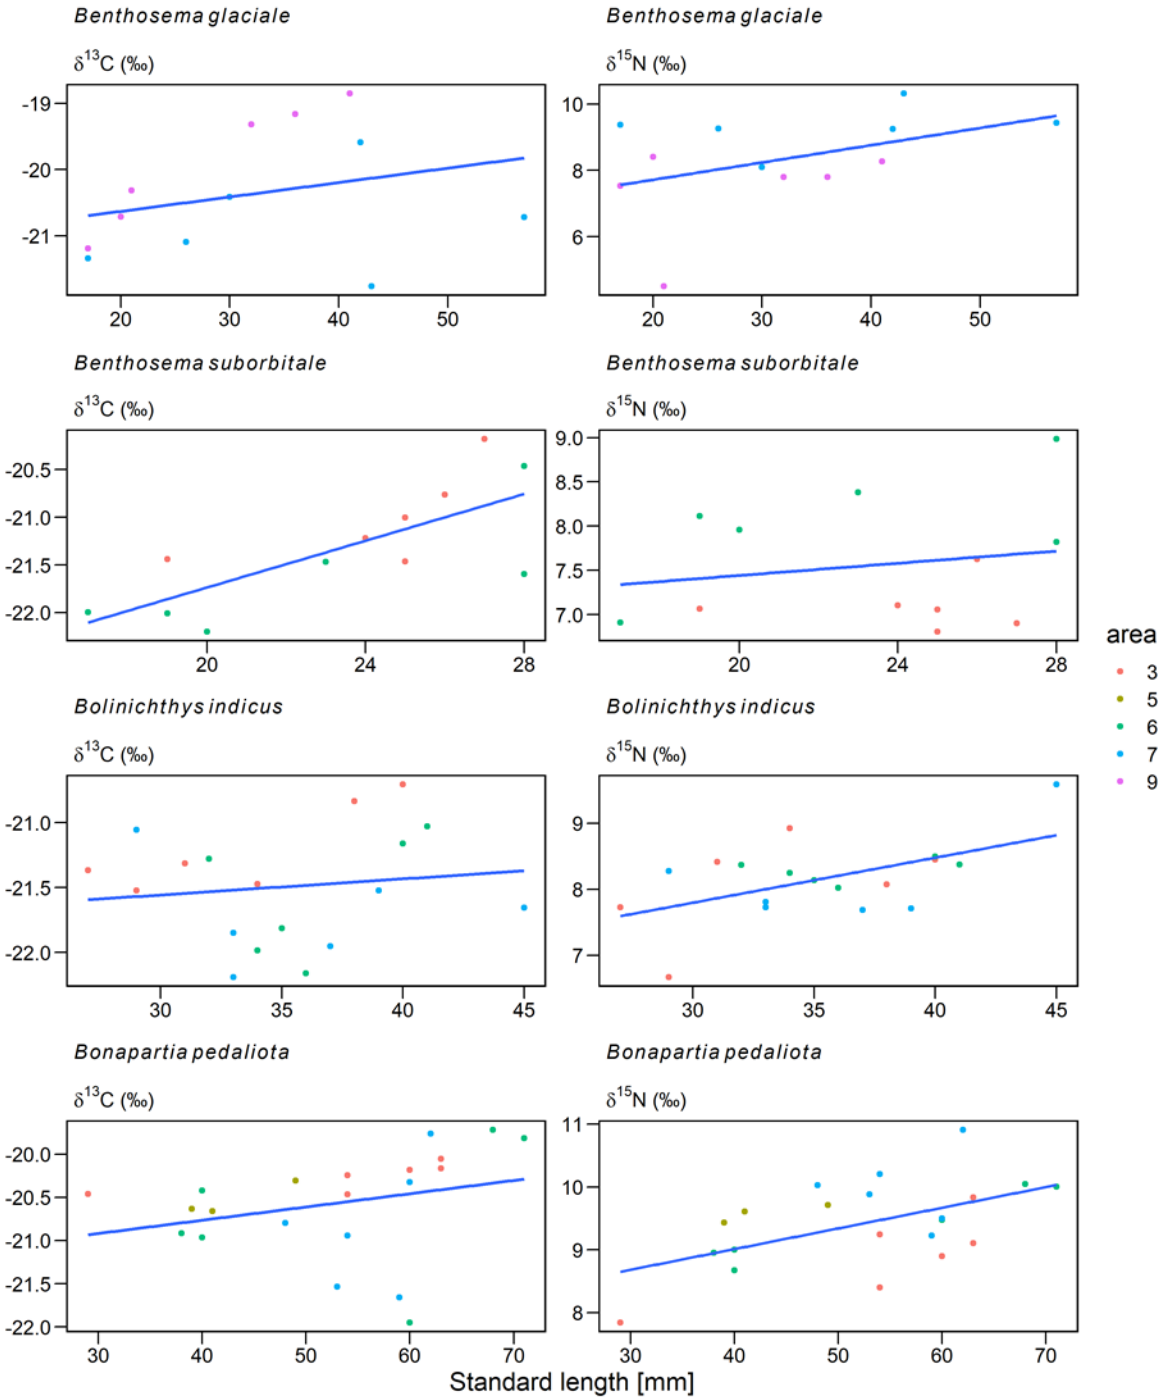 Benthosema glaciale
Benthosema glaciale
δ13C (‰)
δ15N (‰)
-19
-20
-21
20 30 40 50
10
8
6
20 30 40 50
Benthosema suborbitale
Benthosema suborbitale
δ13C (‰)
δ15N (‰)
-20.5
-21.0
-21.5
-22.0
20 24 28
9.0
8.5
8.0
7.5
7.0
20 24 28
area
3
5
6
7
9
Bolinichthys indicus
Bolinichthys indicus
δ13C (‰)
δ15N (‰)
-21.0
-21.5
-22.0
30 35 40 45
9
8
7
30 35 40 45
Bonapartia pedaliota
Bonapartia pedaliota
δ13C (‰)
δ15N (‰)
-20.0
-20.5
-21.0
-21.5
-22.0
30 40 50 60 70
11
10
9
8
30 40 50 60 70
Standard length [mm]